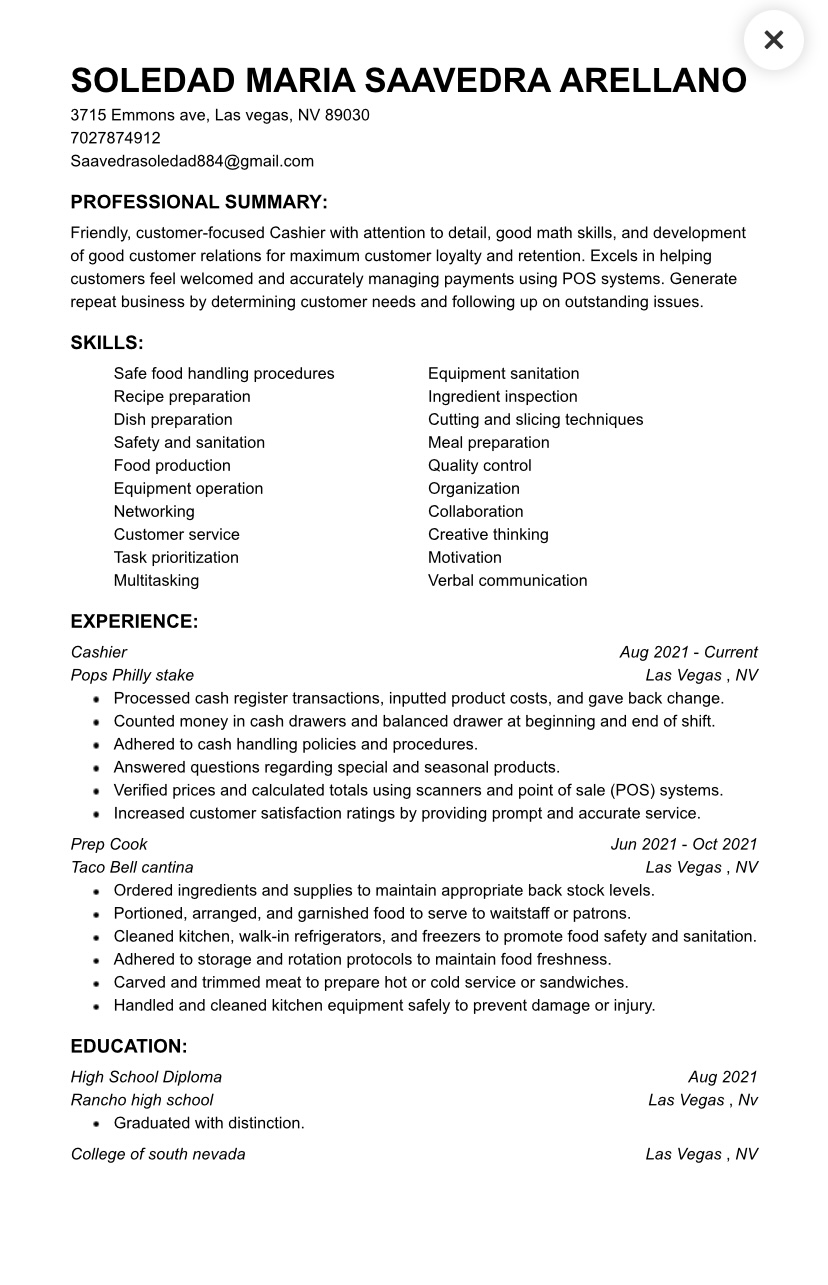 SOLEDAD MARIA SAAVEDRA ARELLANO
3715 Emmons ave, Las vegas, NV 89030
7027874912
Saavedrasoledad884@gmail.com
PROFESSIONAL SUMMARY:
Friendly, customer-focused Cashier with attention to detail, good math skills, and development
of good customer relations for maximum customer loyalty and retention. Excels in helping
customers feel welcomed and accurately managing payments using POS systems. Generate
repeat business by determining customer needs and following up on outstanding issues.
SKILLS:
Safe food handling procedures
Recipe preparation
Dish preparation
Safety and sanitation
Food production
Equipment operation
Networking
Customer service
Task prioritization
Multitasking
Equipment sanitation
Ingredient inspection
Cutting and slicing techniques
Meal preparation
Quality control
Organization
Collaboration
Creative thinking
Motivation
Verbal communication
EXPERIENCE:
Cashier Aug 2021 - Current
Pops Philly stake Las Vegas , NV
• Processed cash register transactions, inputted product costs, and gave back change.
• Counted money in cash drawers and balanced drawer at beginning and end of shift.
• Adhered to cash handling policies and procedures.
• Answered questions regarding special and seasonal products.
• Verified prices and calculated totals using scanners and point of sale (POS) systems.
• Increased customer satisfaction ratings by providing prompt and accurate service.
Prep Cook Jun 2021 - Oct 2021
Taco Bell cantina Las Vegas , NV
• Ordered ingredients and supplies to maintain appropriate back stock levels.
• Portioned, arranged, and garnished food to serve to waitstaff or patrons.
• Cleaned kitchen, walk-in refrigerators, and freezers to promote food safety and sanitation.
• Adhered to storage and rotation protocols to maintain food freshness.
• Carved and trimmed meat to prepare hot or cold service or sandwiches.
• Handled and cleaned kitchen equipment safely to prevent damage or injury.
EDUCATION:
High School Diploma Aug 2021
Rancho high school Las Vegas , Nv
• Graduated with distinction.
College of south nevada Las Vegas , NV